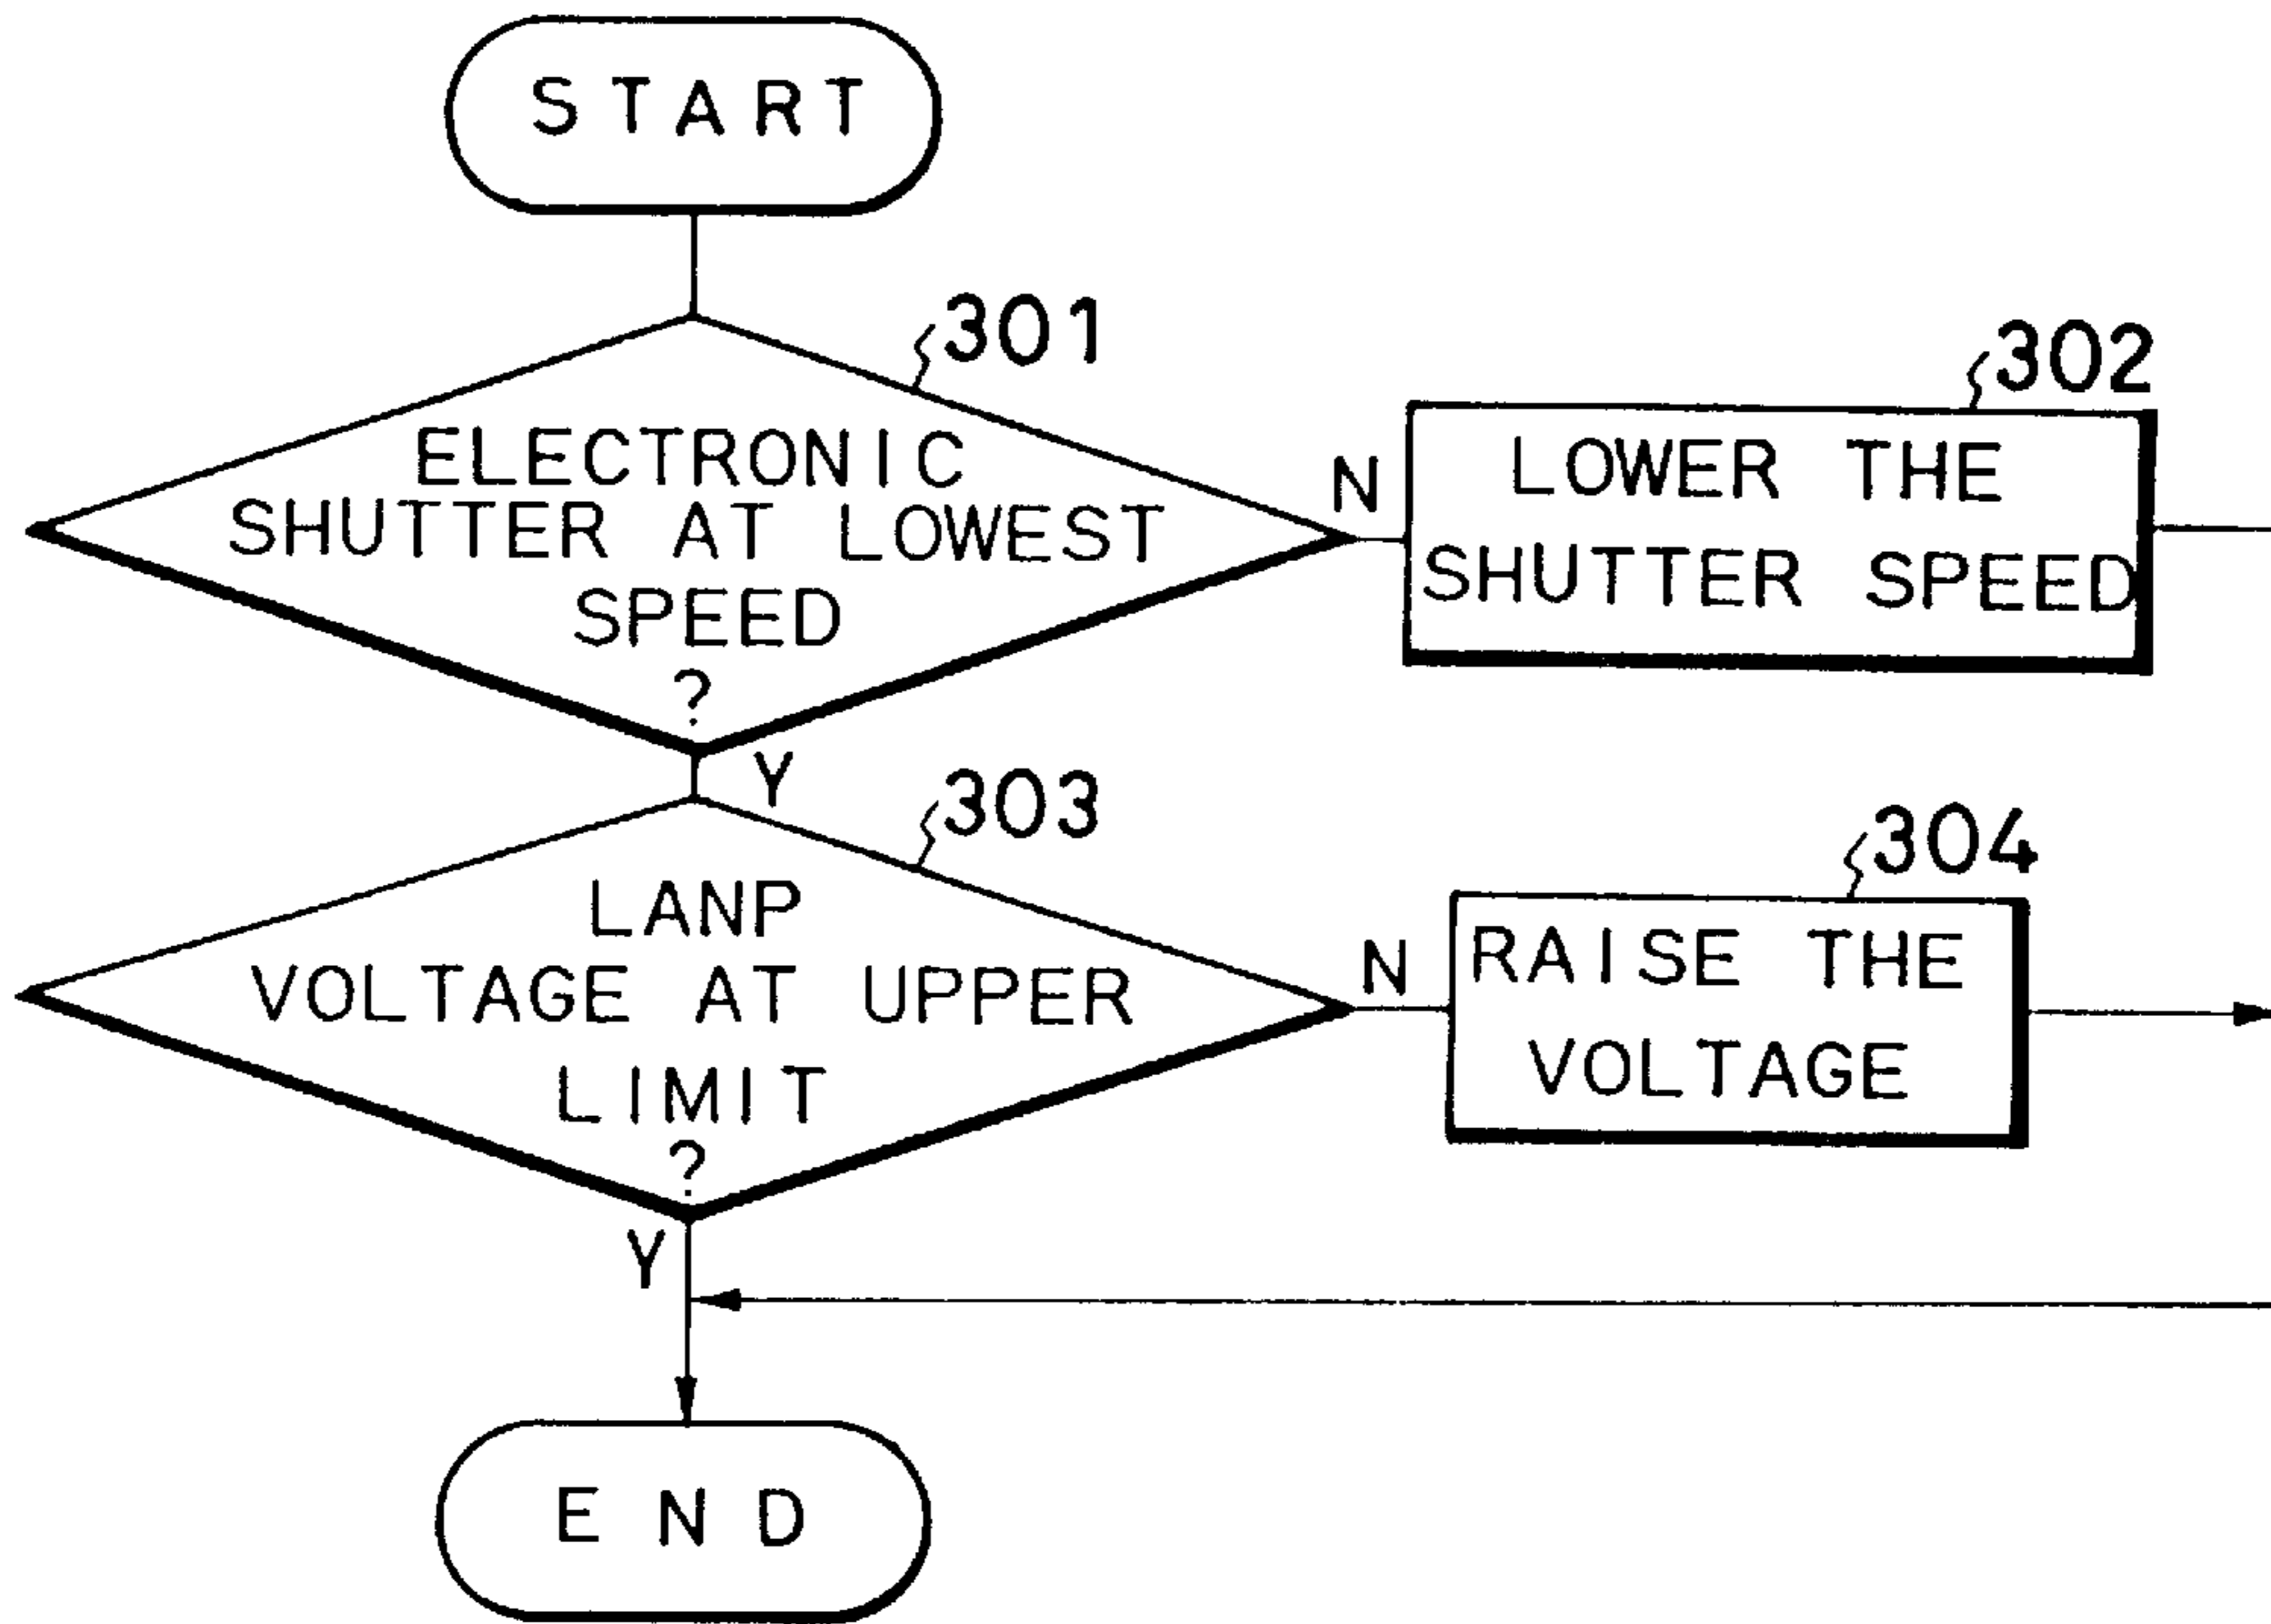 START
301
ELECTRONIC
SHUTTER AT LOWEST
SPEED
?
N
302
LOWER THE
SHUTTER SPEED
Y
303
LANP
VOLTAGE AT UPPER
LIMIT
?
N
304
RAISE THE
VOLTAGE
Y
END